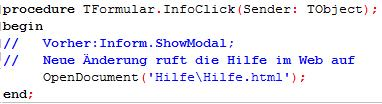 procedure TFormular.InfoClick(Sender: TObject);
begin
//   Vorher:Inform.ShowModal;
//   Neue Änderung ruft die Hilfe im Web auf
     OpenDocument('Hilfe\Hilfe.html');
end;